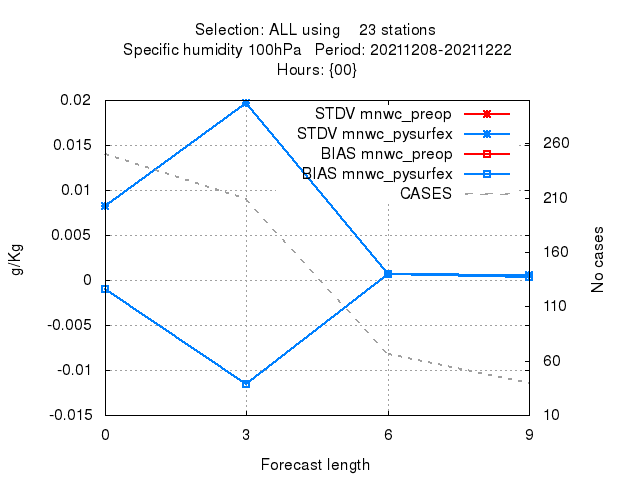 Selection: ALL using 23 stations
Specific humidity 100hPa Period: 20211208-20211222
Hours: {00}
STDV mnwc_preop
STDV mnwc_pysurfex
BIAS mnwc_preop
BIAS mnwc_pysurfex
CASES
0.02
0.015
0.01
0.005
0
-0.005
-0.01
-0.015
g/Kg
260
210
160
110
60
10
No cases
0 3 6 9
Forecast length